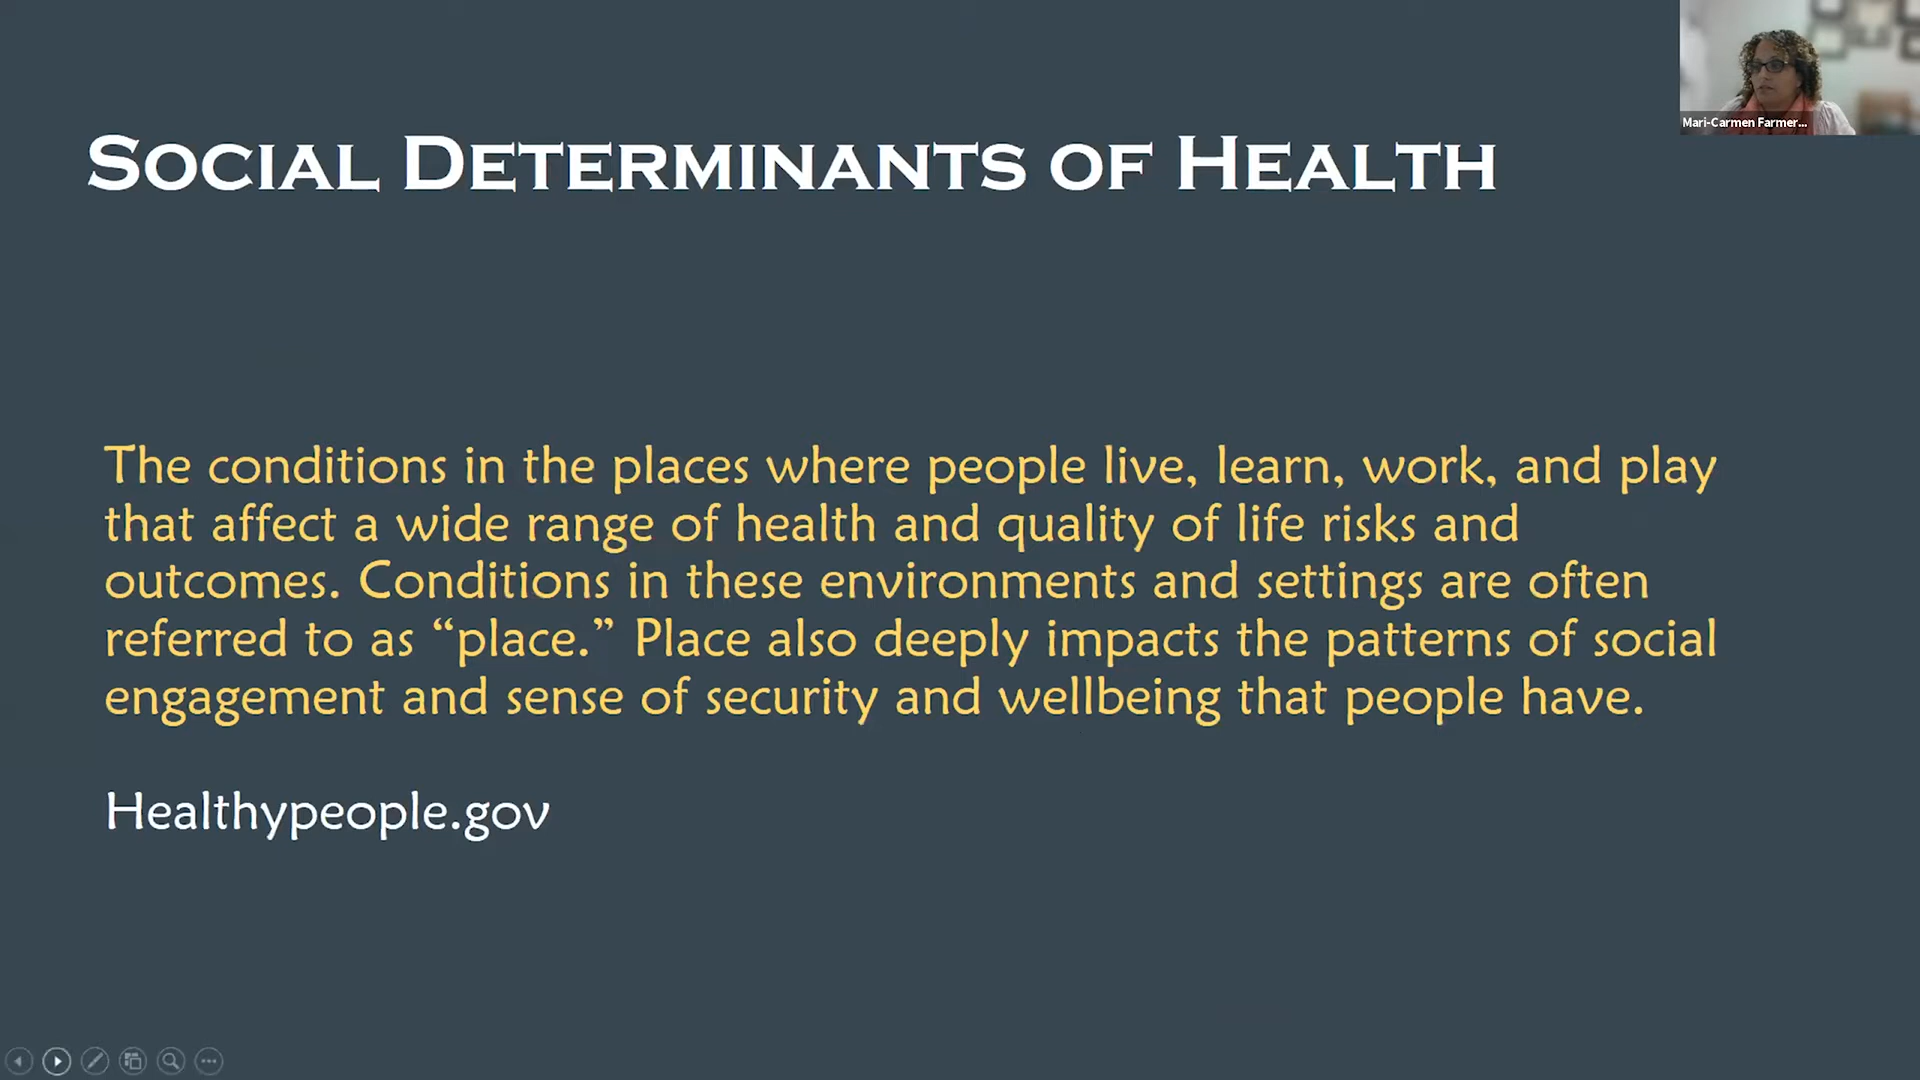 Mari-Carmen Farmer...
SOCIAL DETERMINANTS OF HEALTH
The conditions in the places where people live, learn, work, and play
that affect a wide range of health and quality of life risks and
outcomes. Conditions in these environments and settings are often
referred to as “place.” Place also deeply impacts the patterns of social
engagement and sense of security and wellbeing that people have.
Healthypeople.gov